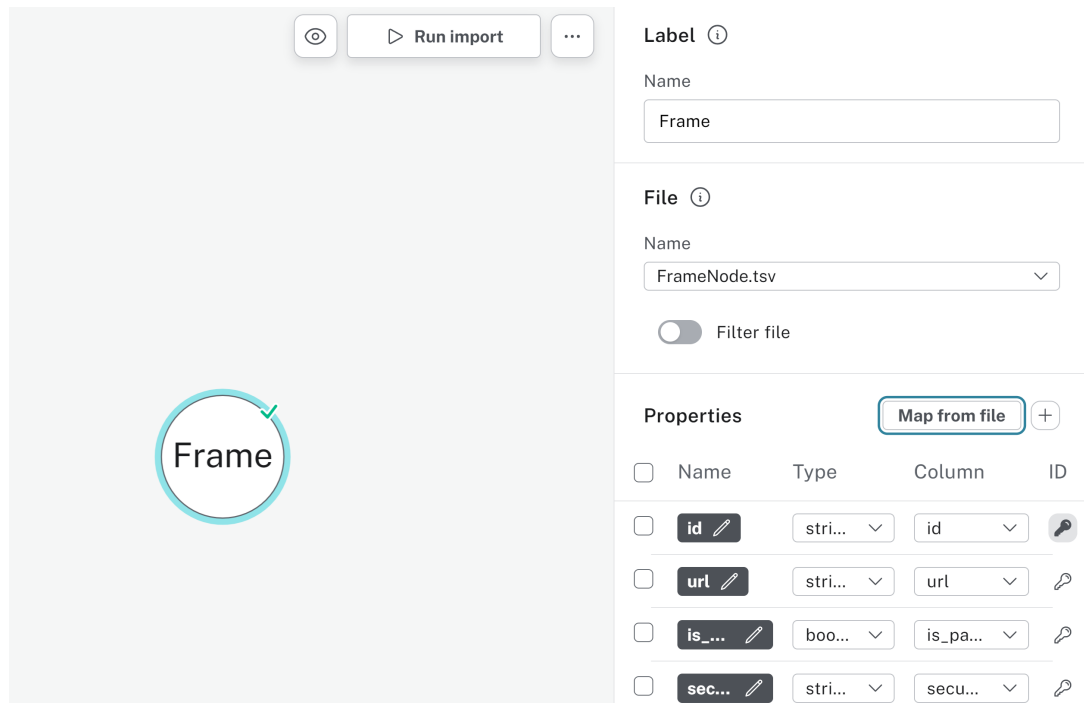 Run import
...
Label
Name
Frame
File
Name
FrameNode.tsv
Filter file
Frame
Properties
Map from file
Name Type Column ID
id stri... id
url stri... url
is_... boo... is_pa...
sec... stri... secu...